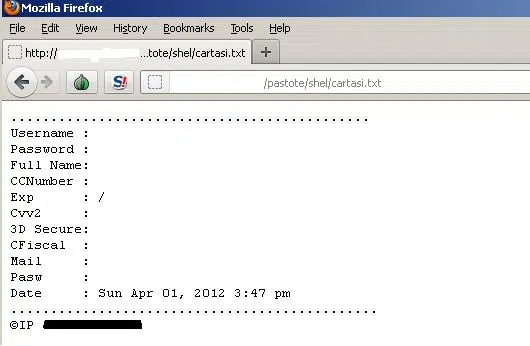 Mozilla Firefox
File Edit View History Bookmarks Tools Help
http:// ...tote/shel/cartasi.txt +
S! /pastote/shel/cartasi.txt
..............................................
Username :
Password :
Full Name:
CCNumber :
Exp : /
Cvv2 :
3D Secure:
CFiscal :
Mail :
Pasw :
Date : Sun Apr 01, 2012 3:47 pm
...............................................
©IP